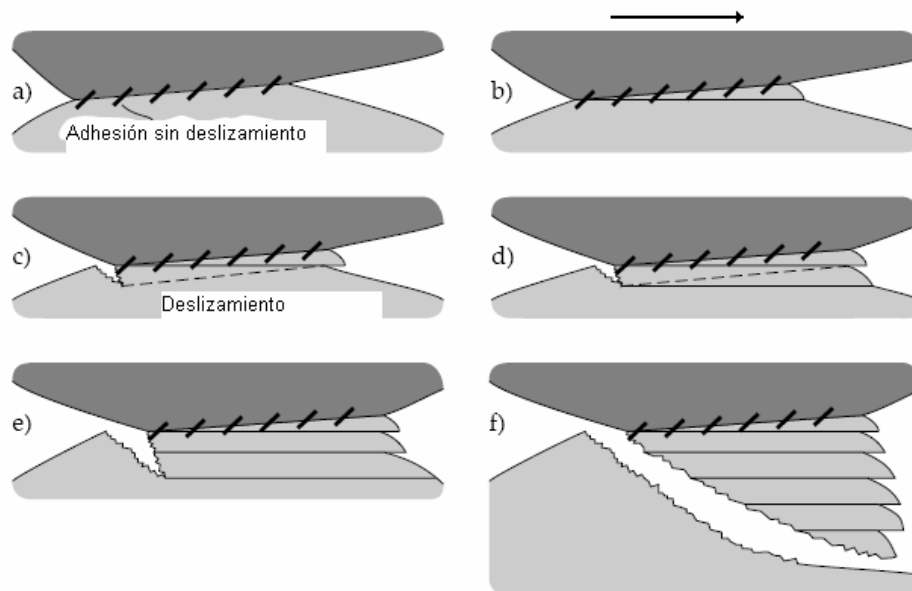 a)
Adhesión sin deslizamiento
b)
c)
Deslizamiento
d)
e)
f)